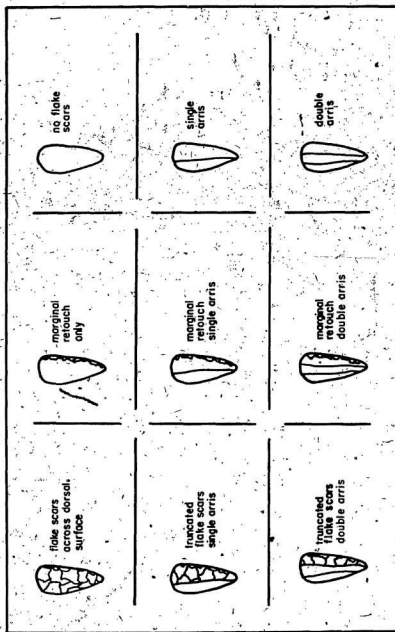 flake scars
across dorsal
surface
marginal
retouch
only
no flake
scars
truncated
flake scars
single arris
marginal
retouch
single arris
single
arris
truncated
flake scars
double arris
marginal
retouch
double arris
double
arris